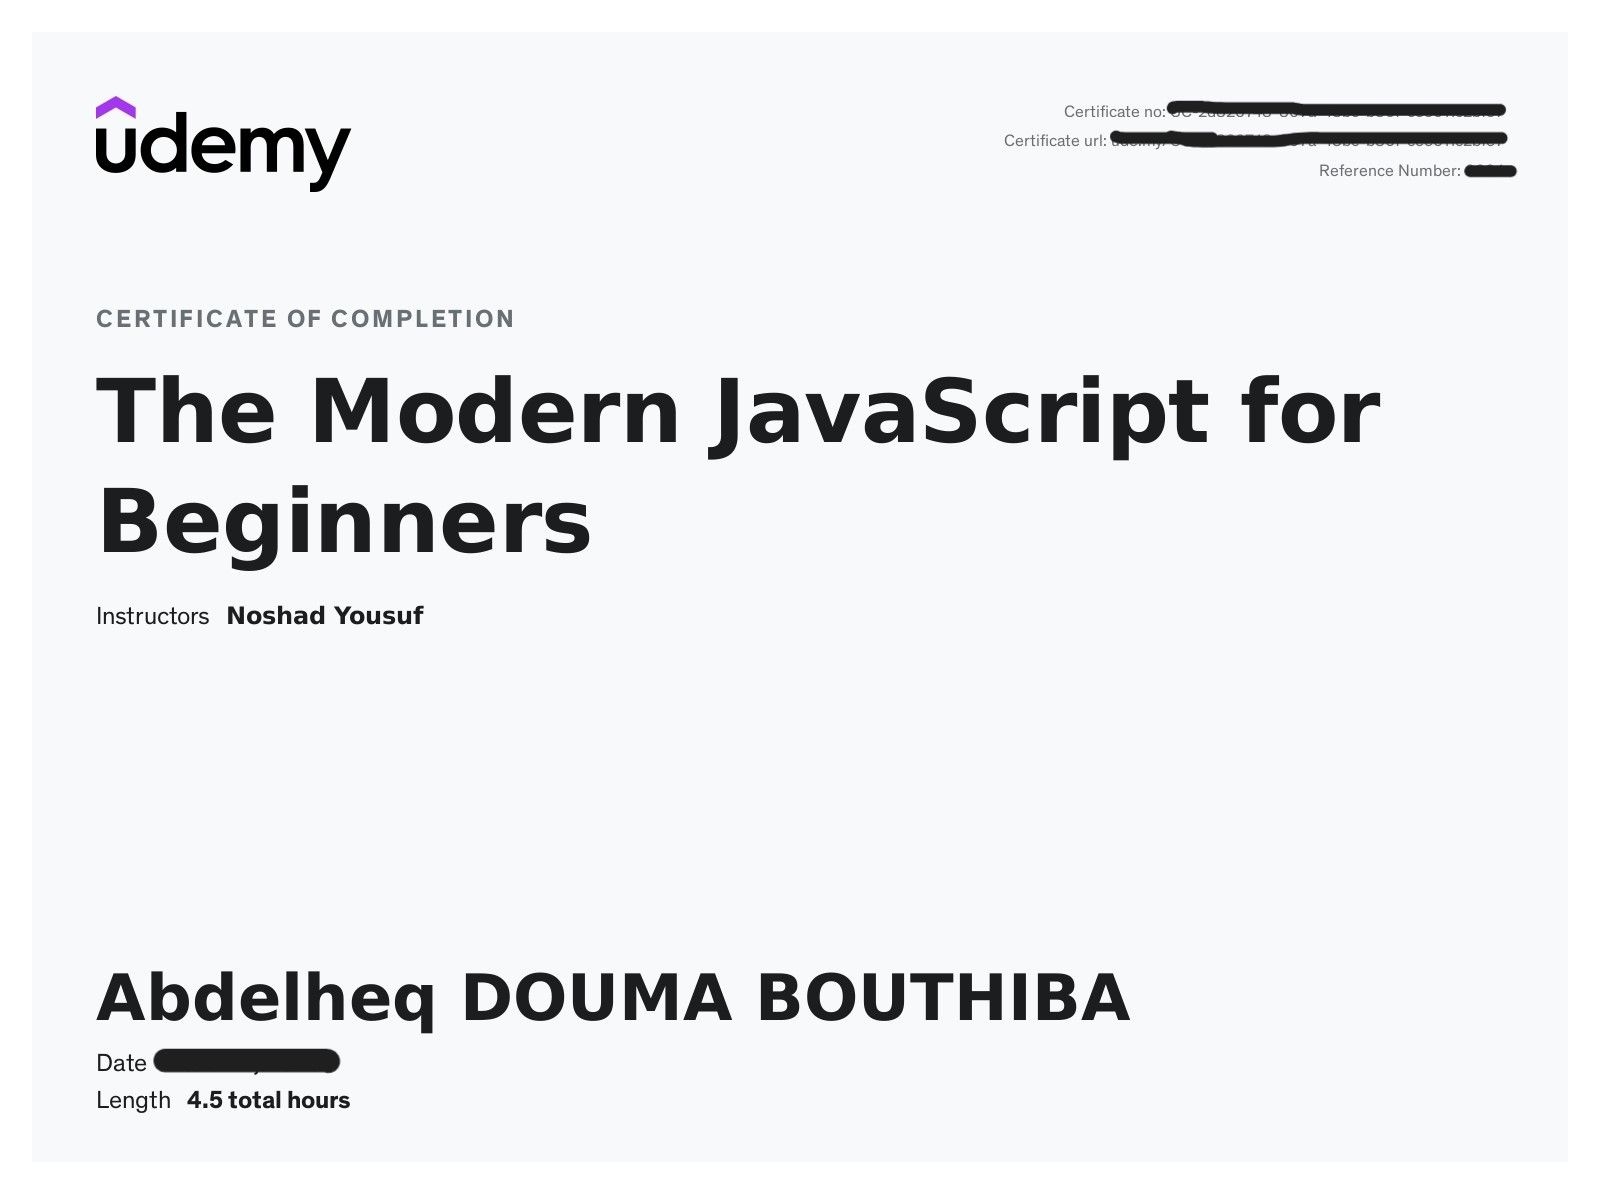 udemy
Certificate no:
Certificate url:
Reference Number:
CERTIFICATE OF COMPLETION
The Modern JavaScript for
Beginners
Instructors Noshad Yousuf
Abdelheq DOUMA BOUTHIBA
Date
Length 4.5 total hours